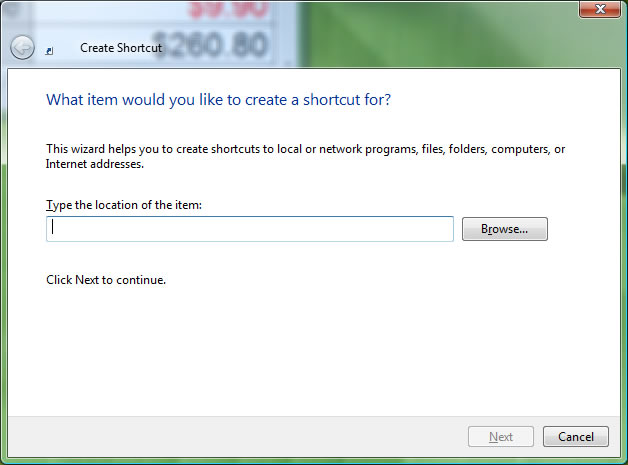 $9.90
Create Shortcut
$260.80
What item would you like to create a shortcut for?
This wizard helps you to create shortcuts to local or network programs, files, folders, computers, or
Internet addresses.
Type the location of the item:
Browse...
Click Next to continue.
Next
Cancel